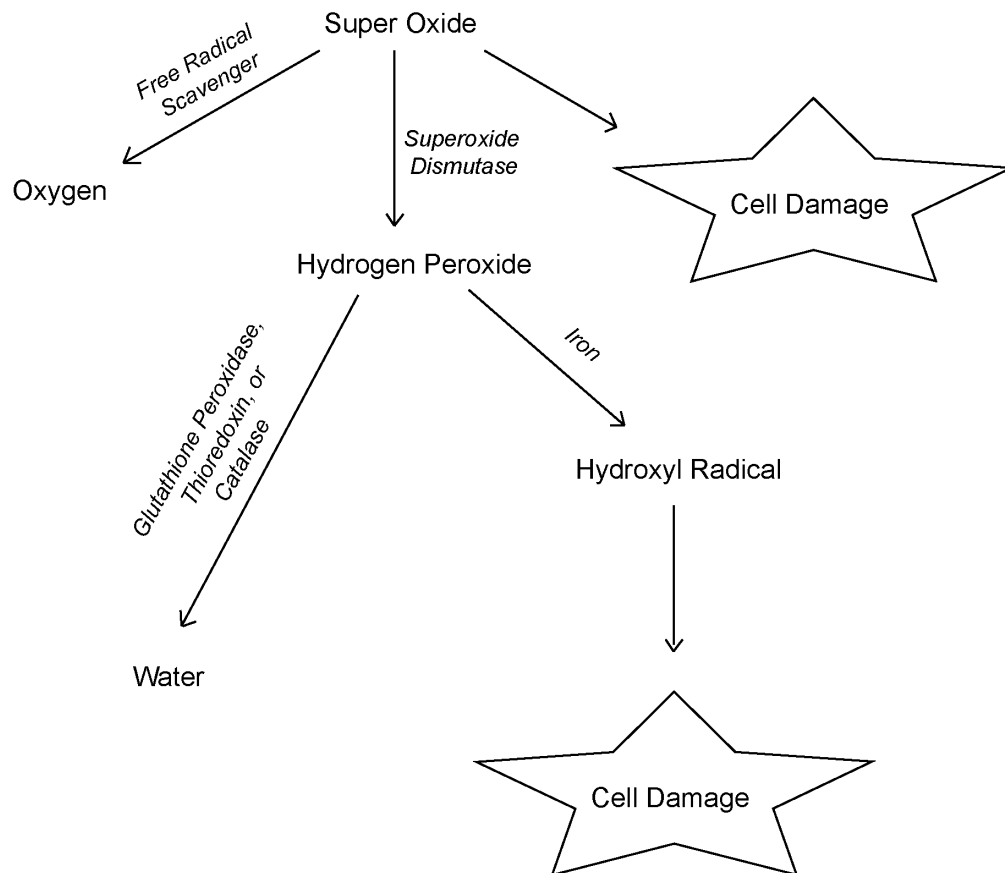 Super Oxide
Free Radical
Scavenger
Superoxide
Dismutase
Oxygen
Cell Damage
Hydrogen Peroxide
Glutathione Peroxidase,
Thioredoxin, or
Catalase
Iron
Hydroxyl Radical
Water
Cell Damage